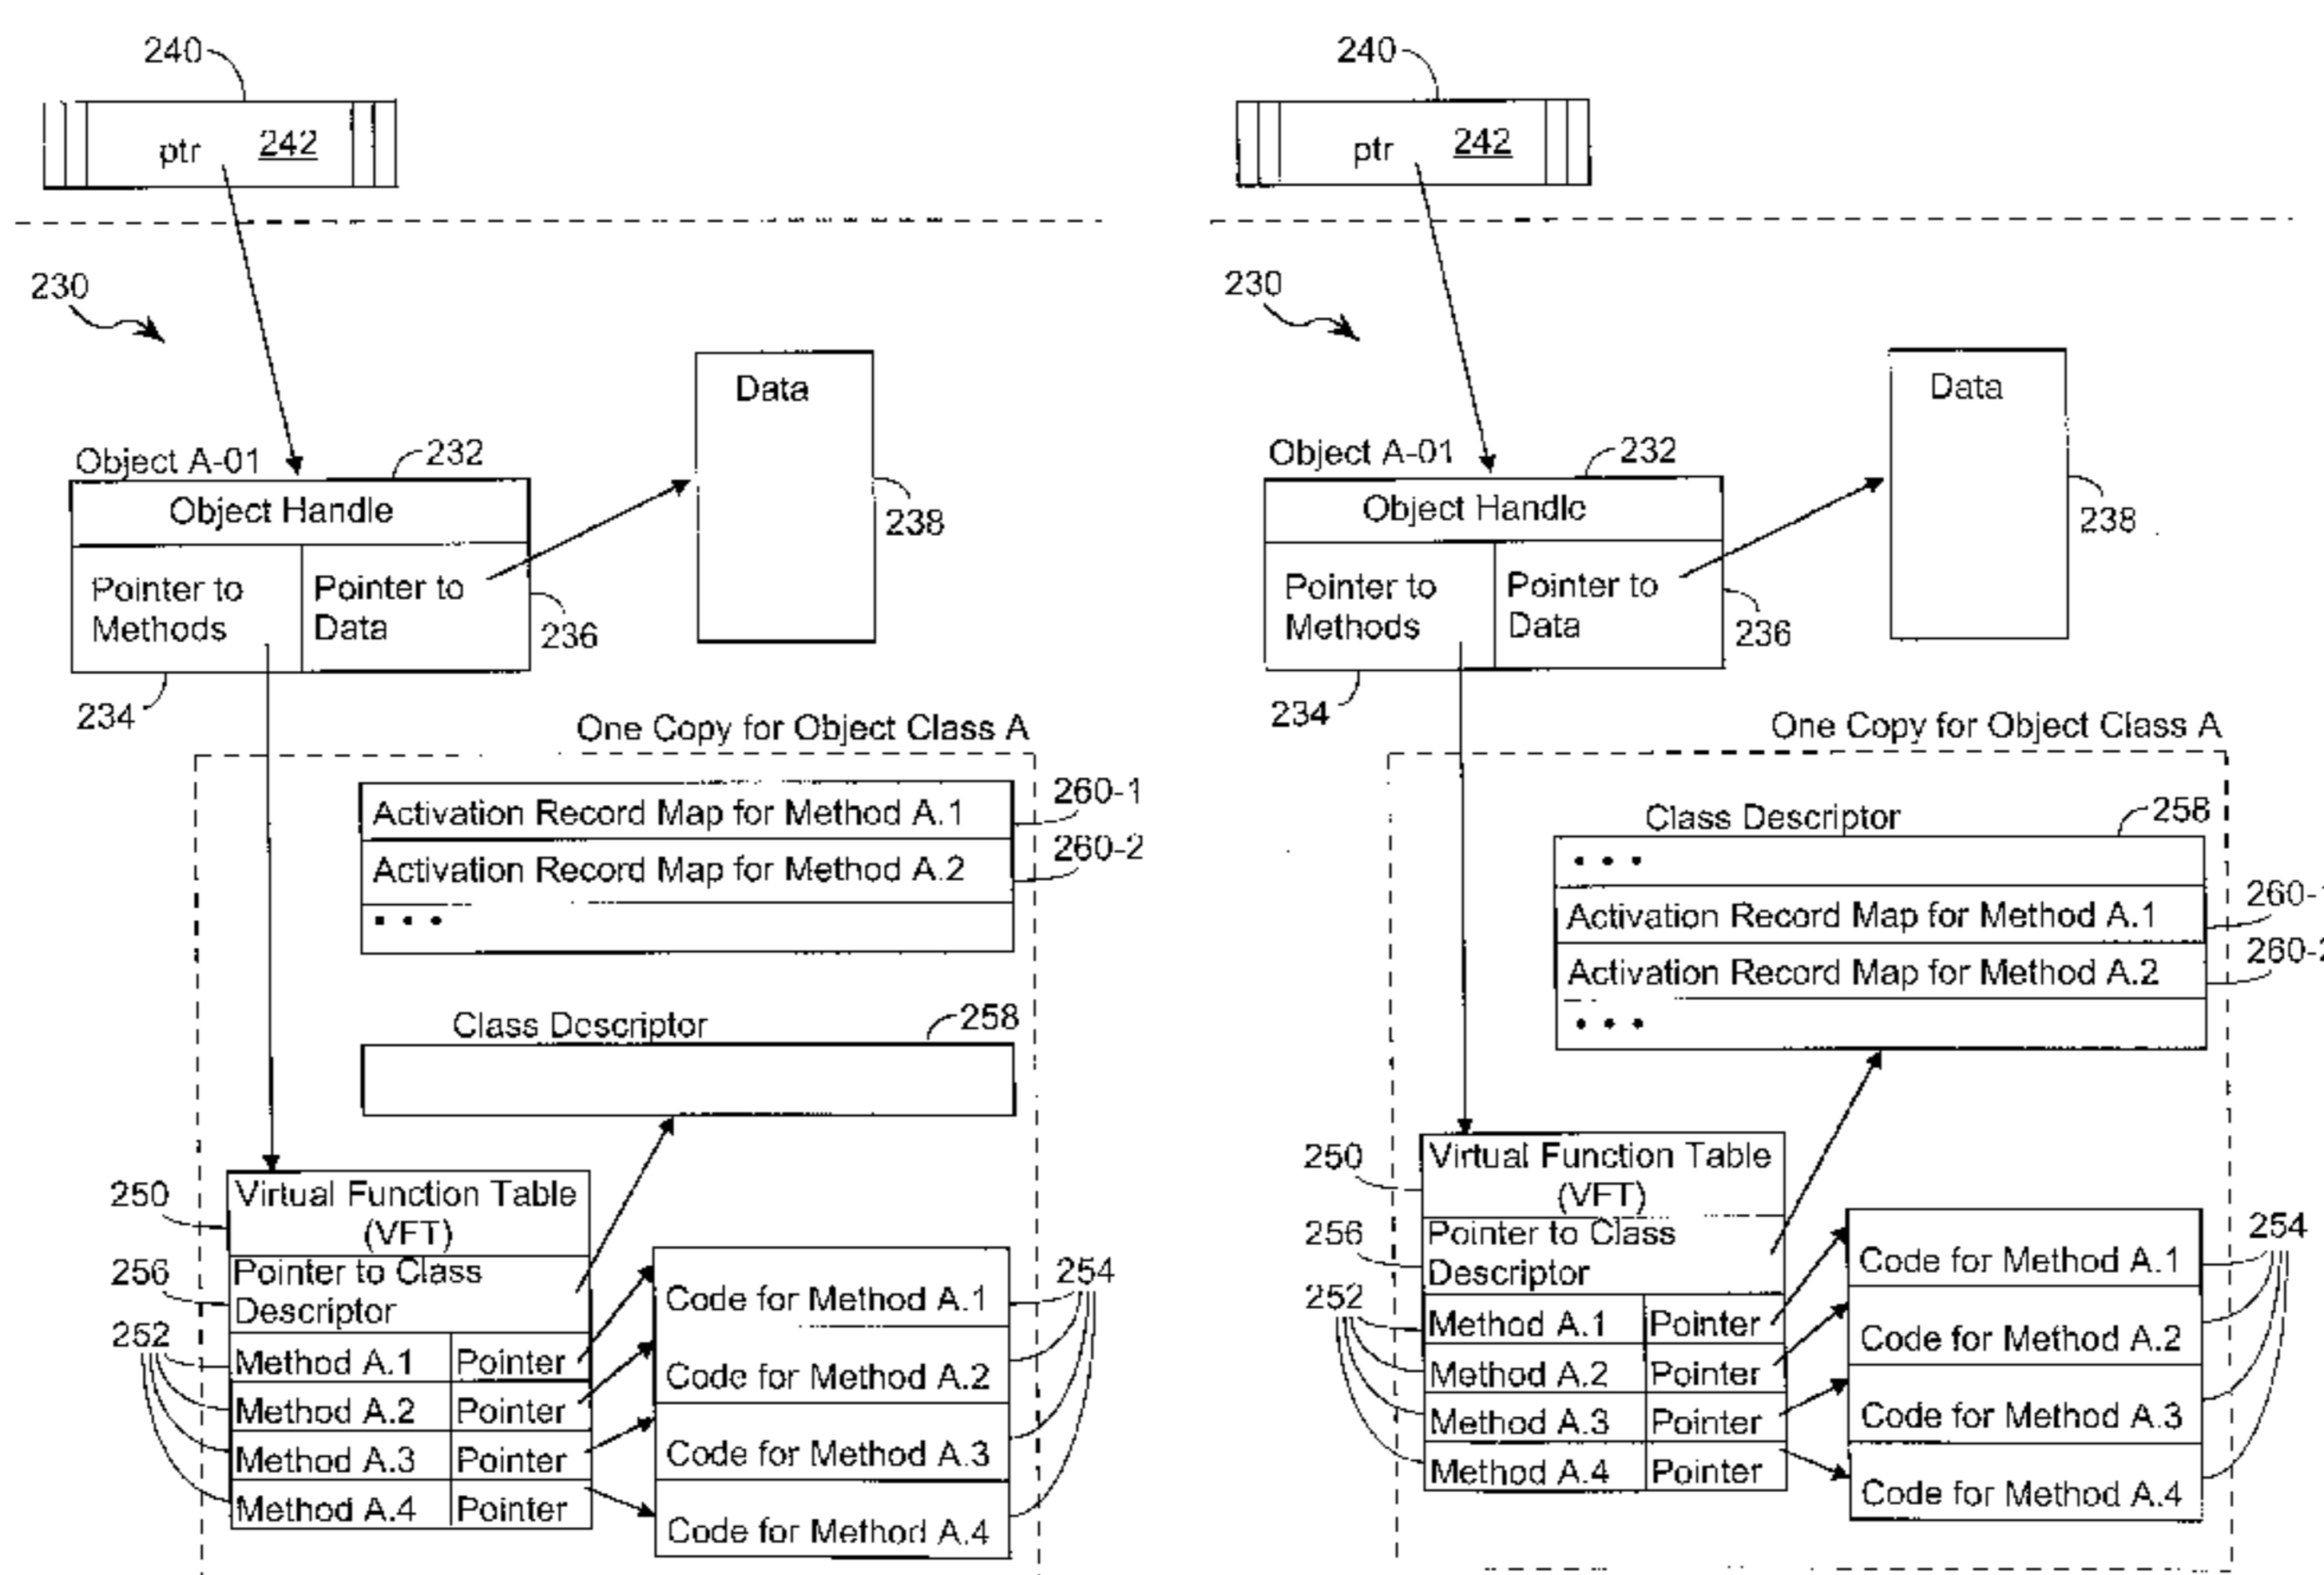 240
ptr 242
230
Data
Object A-01
232
Object Handle
238
Pointer to
Methods
Pointer to
Data
236
234
One Copy for Object Class A
Activation Record Map for Method A.1
260-1
Activation Record Map for Method A.2
260-2
• • •
Class Descriptor
258
250
Virtual Function Table
(VFT)
256
Pointer to Class
Descriptor
252
Method A.1 Pointer
Method A.2 Pointer
Method A.3 Pointer
Method A.4 Pointer
Code for Method A.1
Code for Method A.2
Code for Method A.3
Code for Method A.4
254
240
ptr 242
230
Data
Object A-01
232
Object Handle
238
Pointer to
Methods
Pointer to
Data
236
234
One Copy for Object Class A
Class Descriptor
258
• • •
Activation Record Map for Method A.1
260-1
Activation Record Map for Method A.2
260-2
• • •
250
Virtual Function Table
(VFT)
256
Pointer to Class
Descriptor
252
Method A.1 Pointer
Method A.2 Pointer
Method A.3 Pointer
Method A.4 Pointer
Code for Method A.1
Code for Method A.2
Code for Method A.3
Code for Method A.4
254